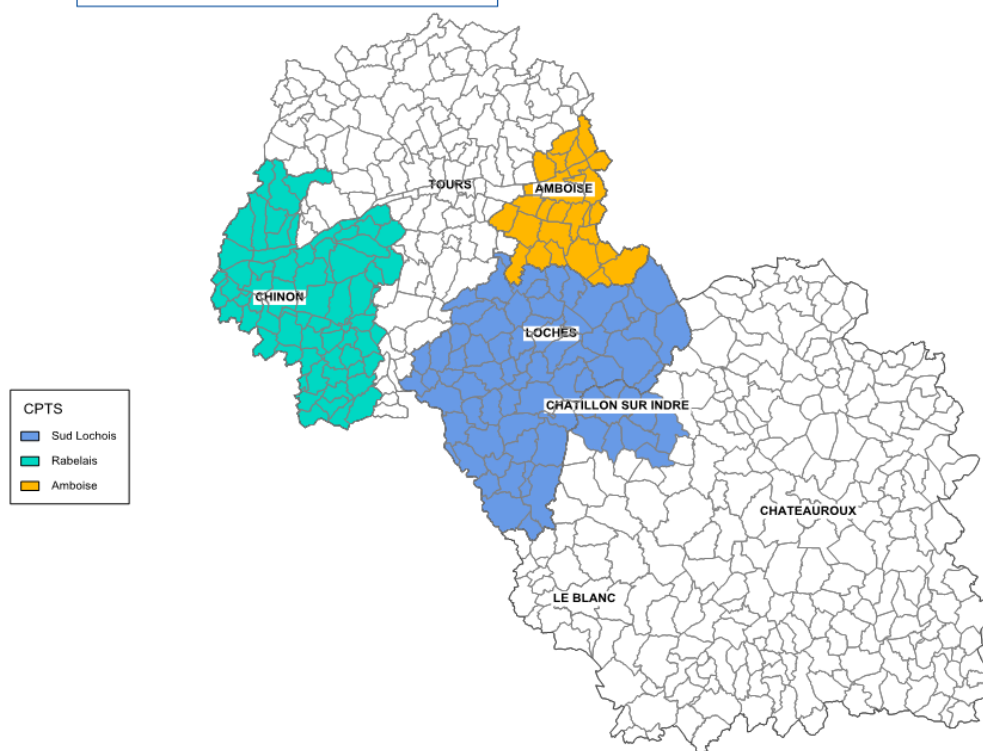 TOURS
AMBOISE
CHINON
LOCHES
CHATILLON SUR INDRE
CHATEAUROUX
LE BLANC
CPTS
Sud Lochois
Rabelais
Amboise